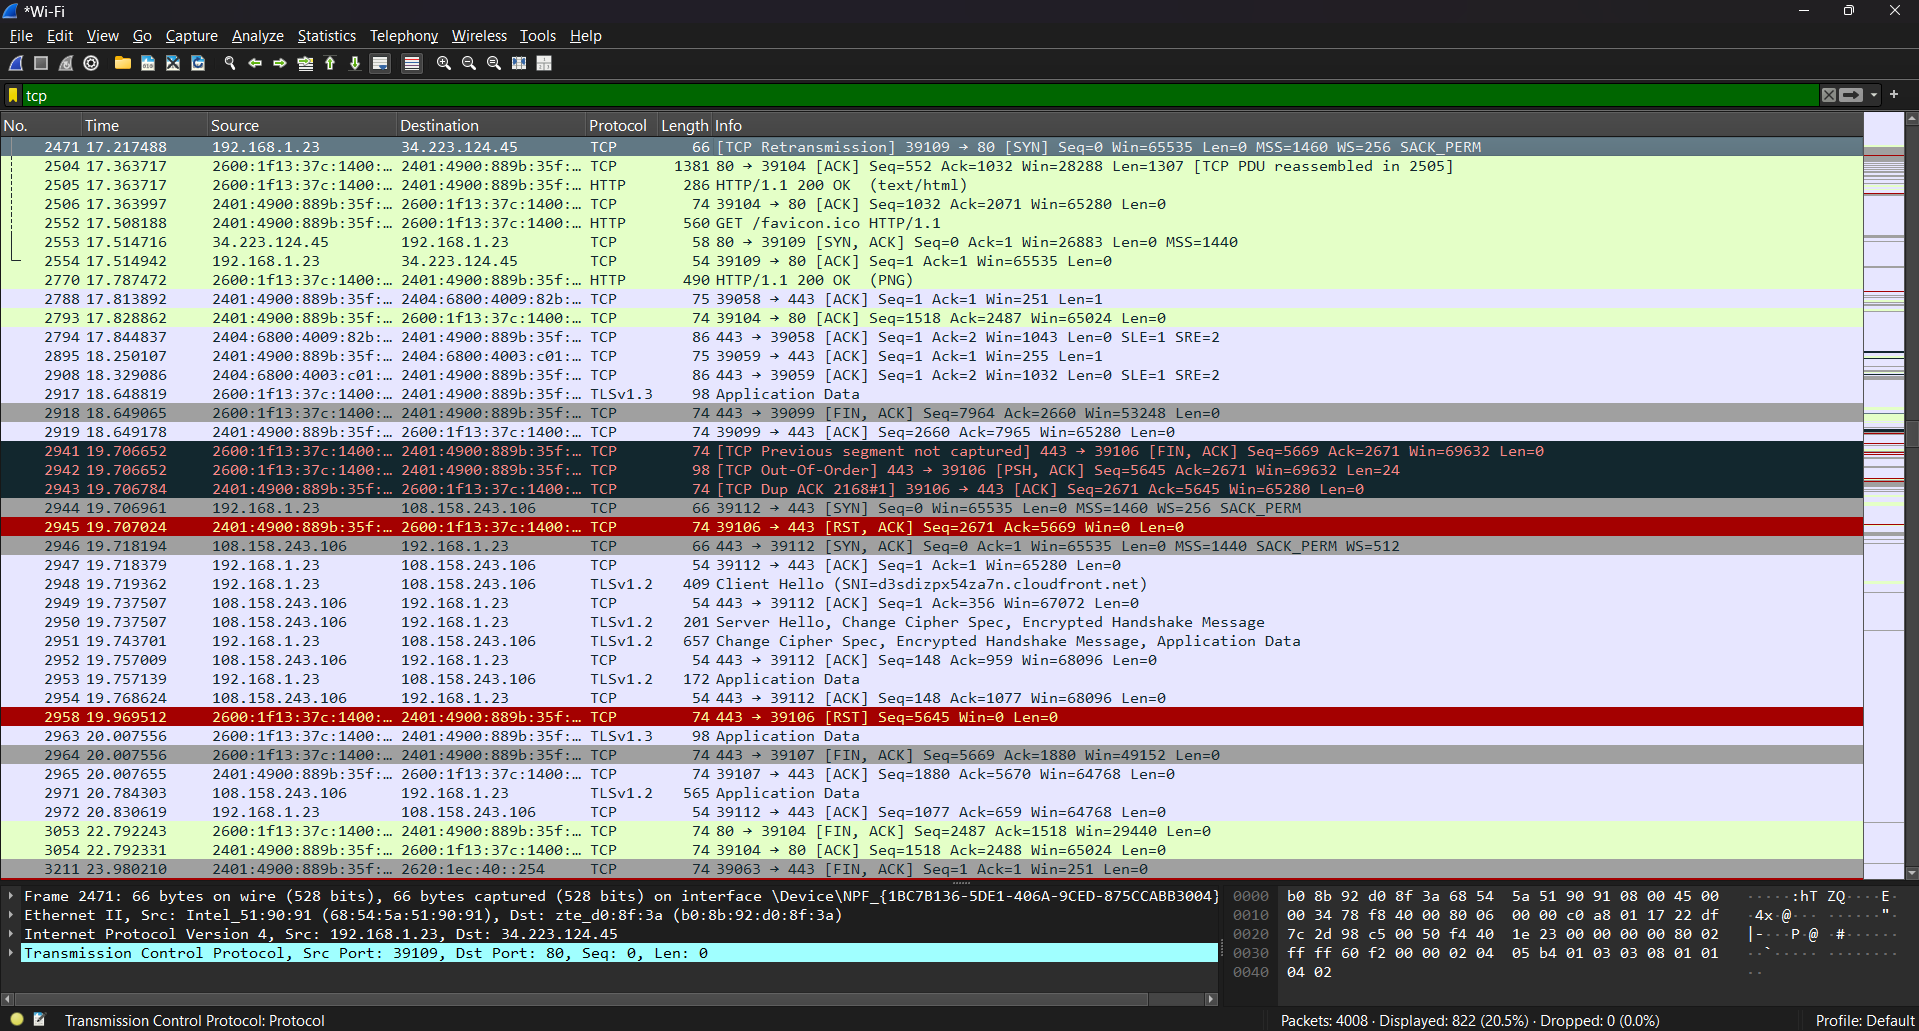 *Wi-Fi
File Edit View Go Capture Analyze Statistics Telephony Wireless Tools Help
tcp
No. Time Source Destination Protocol Length Info
2471 17.217488 192.168.1.23 34.223.124.45 TCP 66 [TCP Retransmission] 39109 → 80 [SYN] Seq=0 Win=65535 Len=0 MSS=1460 WS=256 SACK_PERM
2504 17.363717 2600:1f13:37c:1400:… 2401:4900:889b:35f:… TCP 1381 80 → 39104 [ACK] Seq=552 Ack=1032 Win=28288 Len=1307 [TCP PDU reassembled in 2505]
2505 17.363717 2600:1f13:37c:1400:… 2401:4900:889b:35f:… HTTP 286 HTTP/1.1 200 OK  (text/html)
2506 17.363997 2401:4900:889b:35f:… 2600:1f13:37c:1400:… TCP 74 39104 → 80 [ACK] Seq=1032 Ack=2071 Win=65280 Len=0
2552 17.508188 2401:4900:889b:35f:… 2600:1f13:37c:1400:… HTTP 560 GET /favicon.ico HTTP/1.1
2553 17.514716 34.223.124.45 192.168.1.23 TCP 58 80 → 39109 [SYN, ACK] Seq=0 Ack=1 Win=26883 Len=0 MSS=1440
2554 17.514942 192.168.1.23 34.223.124.45 TCP 54 39109 → 80 [ACK] Seq=1 Ack=1 Win=65535 Len=0
2770 17.787472 2600:1f13:37c:1400:… 2401:4900:889b:35f:… HTTP 490 HTTP/1.1 200 OK  (PNG)
2788 17.813892 2401:4900:889b:35f:… 2404:6800:4009:82b:… TCP 75 39058 → 443 [ACK] Seq=1 Ack=1 Win=251 Len=1
2793 17.828862 2401:4900:889b:35f:… 2600:1f13:37c:1400:… TCP 74 39104 → 80 [ACK] Seq=1518 Ack=2487 Win=65024 Len=0
2794 17.844837 2404:6800:4009:82b:… 2401:4900:889b:35f:… TCP 86 443 → 39058 [ACK] Seq=1 Ack=2 Win=1043 Len=0 SLE=1 SRE=2
2895 18.250107 2401:4900:889b:35f:… 2404:6800:4003:c01:… TCP 75 39059 → 443 [ACK] Seq=1 Ack=1 Win=255 Len=1
2908 18.329086 2404:6800:4003:c01:… 2401:4900:889b:35f:… TCP 86 443 → 39059 [ACK] Seq=1 Ack=2 Win=1032 Len=0 SLE=1 SRE=2
2917 18.648819 2600:1f13:37c:1400:… 2401:4900:889b:35f:… TLSv1.3 98 Application Data
2918 18.649065 2600:1f13:37c:1400:… 2401:4900:889b:35f:… TCP 74 443 → 39099 [FIN, ACK] Seq=7964 Ack=2660 Win=53248 Len=0
2919 18.649178 2401:4900:889b:35f:… 2600:1f13:37c:1400:… TCP 74 39099 → 443 [ACK] Seq=2660 Ack=7965 Win=65280 Len=0
2941 19.706652 2600:1f13:37c:1400:… 2401:4900:889b:35f:… TCP 74 [TCP Previous segment not captured] 443 → 39106 [FIN, ACK] Seq=5669 Ack=2671 Win=69632 Len=0
2942 19.706652 2600:1f13:37c:1400:… 2401:4900:889b:35f:… TCP 98 [TCP Out-Of-Order] 443 → 39106 [PSH, ACK] Seq=5645 Ack=2671 Win=69632 Len=24
2943 19.706784 2401:4900:889b:35f:… 2600:1f13:37c:1400:… TCP 74 [TCP Dup ACK 2168#1] 39106 → 443 [ACK] Seq=2671 Ack=5645 Win=65280 Len=0
2944 19.706961 192.168.1.23 108.158.243.106 TCP 66 39112 → 443 [SYN] Seq=0 Win=65535 Len=0 MSS=1460 WS=256 SACK_PERM
2945 19.707024 2401:4900:889b:35f:… 2600:1f13:37c:1400:… TCP 74 39106 → 443 [RST, ACK] Seq=2671 Ack=5669 Win=0 Len=0
2946 19.718194 108.158.243.106 192.168.1.23 TCP 66 443 → 39112 [SYN, ACK] Seq=0 Ack=1 Win=65535 Len=0 MSS=1440 SACK_PERM WS=512
2947 19.718379 192.168.1.23 108.158.243.106 TCP 54 39112 → 443 [ACK] Seq=1 Ack=1 Win=65280 Len=0
2948 19.719362 192.168.1.23 108.158.243.106 TLSv1.2 409 Client Hello (SNI=d3sdizpx54za7n.cloudfront.net)
2949 19.737507 108.158.243.106 192.168.1.23 TCP 54 443 → 39112 [ACK] Seq=1 Ack=356 Win=67072 Len=0
2950 19.737507 108.158.243.106 192.168.1.23 TLSv1.2 201 Server Hello, Change Cipher Spec, Encrypted Handshake Message
2951 19.743701 192.168.1.23 108.158.243.106 TLSv1.2 657 Change Cipher Spec, Encrypted Handshake Message, Application Data
2952 19.757009 108.158.243.106 192.168.1.23 TCP 54 443 → 39112 [ACK] Seq=148 Ack=959 Win=68096 Len=0
2953 19.757139 192.168.1.23 108.158.243.106 TLSv1.2 172 Application Data
2954 19.768624 108.158.243.106 192.168.1.23 TCP 54 443 → 39112 [ACK] Seq=148 Ack=1077 Win=68096 Len=0
2958 19.969512 2600:1f13:37c:1400:… 2401:4900:889b:35f:… TCP 74 443 → 39106 [RST] Seq=5645 Win=0 Len=0
2963 20.007556 2600:1f13:37c:1400:… 2401:4900:889b:35f:… TLSv1.3 98 Application Data
2964 20.007556 2600:1f13:37c:1400:… 2401:4900:889b:35f:… TCP 74 443 → 39107 [FIN, ACK] Seq=5669 Ack=1880 Win=49152 Len=0
2965 20.007655 2401:4900:889b:35f:… 2600:1f13:37c:1400:… TCP 74 39107 → 443 [ACK] Seq=1880 Ack=5670 Win=64768 Len=0
2971 20.784303 108.158.243.106 192.168.1.23 TLSv1.2 565 Application Data
2972 20.830619 192.168.1.23 108.158.243.106 TCP 54 39112 → 443 [ACK] Seq=1077 Ack=659 Win=64768 Len=0
3053 22.792243 2600:1f13:37c:1400:… 2401:4900:889b:35f:… TCP 74 80 → 39104 [FIN, ACK] Seq=2487 Ack=1518 Win=29440 Len=0
3054 22.792331 2401:4900:889b:35f:… 2600:1f13:37c:1400:… TCP 74 39104 → 80 [ACK] Seq=1518 Ack=2488 Win=65024 Len=0
3211 23.980210 2401:4900:889b:35f:… 2620:1ec:40::254 TCP 74 39063 → 443 [FIN, ACK] Seq=1 Ack=1 Win=251 Len=0
Frame 2471: 66 bytes on wire (528 bits), 66 bytes captured (528 bits) on interface \Device\NPF_{1BC7B136-5DE1-406A-9CED-875CCABB3004}
Ethernet II, Src: Intel_51:90:91 (68:54:5a:51:90:91), Dst: zte_d0:8f:3a (b0:8b:92:d0:8f:3a)
Internet Protocol Version 4, Src: 192.168.1.23, Dst: 34.223.124.45
Transmission Control Protocol, Src Port: 39109, Dst Port: 80, Seq: 0, Len: 0
0000 b0 8b 92 d0 8f 3a 68 54 5a 51 90 91 08 00 45 00 ·····:hT ZQ····E·
0010 00 34 78 f8 40 00 80 06 00 00 c0 a8 01 17 22 df ·4x·@··· ······"·
0020 7c 2d 98 c5 00 50 f4 40 1e 23 00 00 00 00 80 02 |-···P·@ ·#······
0030 ff ff 60 f2 00 00 02 04 05 b4 01 03 03 08 01 01 ··`····· ········
0040 04 02 ··
Transmission Control Protocol: Protocol
Packets: 4008 · Displayed: 822 (20.5%) · Dropped: 0 (0.0%)
Profile: Default